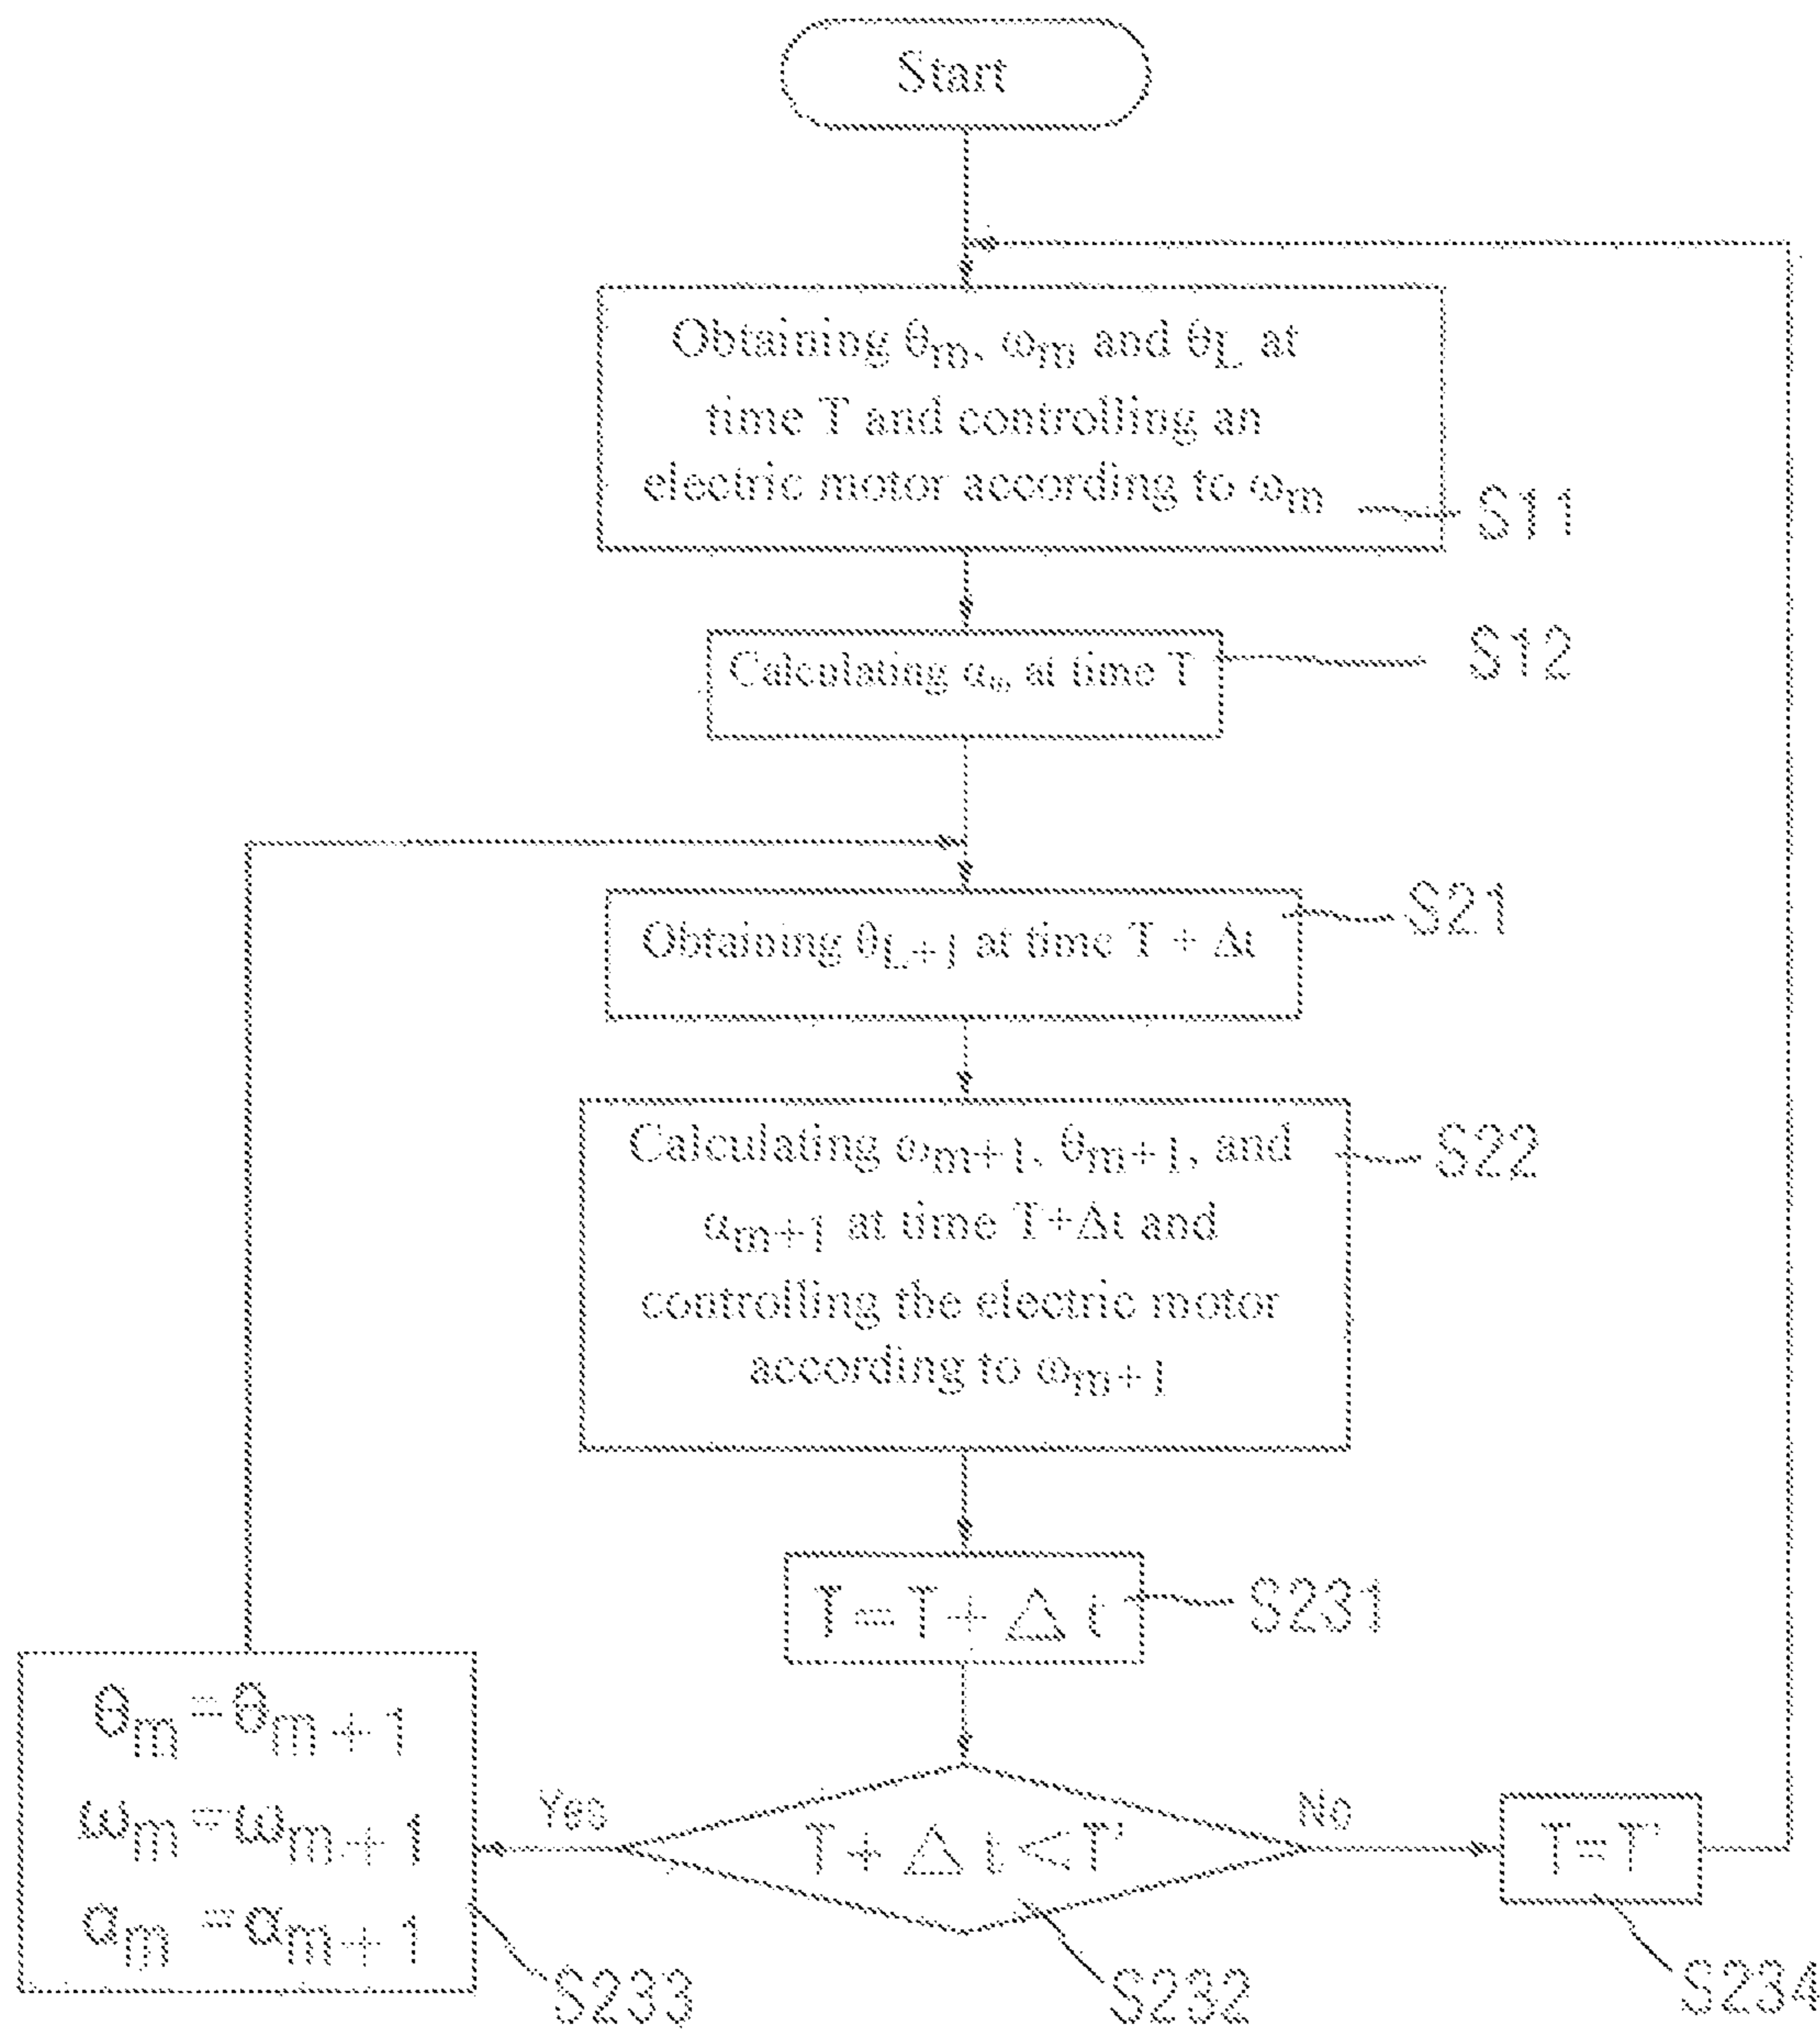 Start
Obtaining θm, ωm and θL at
time T and controlling an
electric motor according to ωm
S11
Calculating αm at time T
S12
Obtaining θL+1 at time T + Δt
S21
Calculating ωm+1, θm+1, and
αm+1 at time T+Δt and
controlling the electric motor
according to ωm+1
S22
T=T+△t
S231
θm=θm+1
ωm=ωm+1
αm=αm+1
S233
Yes
T+△t<T'
S232
No
T=T'
S234